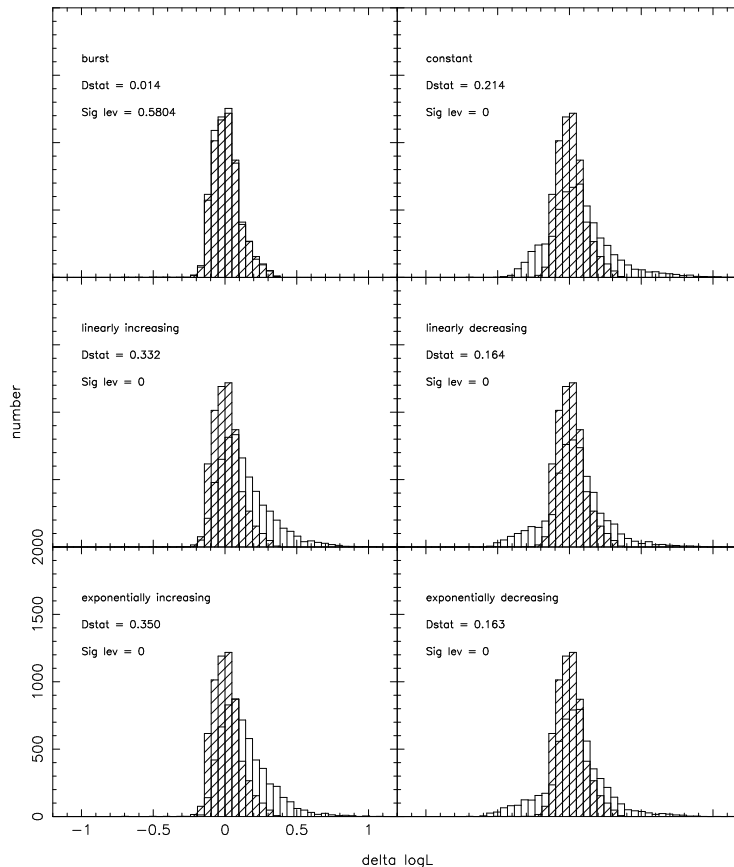 burst
Dstat = 0.014
Sig lev = 0.5804
constant
Dstat = 0.214
Sig lev = 0
linearly increasing
Dstat = 0.332
Sig lev = 0
linearly decreasing
Dstat = 0.164
Sig lev = 0
number
exponentially increasing
Dstat = 0.350
Sig lev = 0
exponentially decreasing
Dstat = 0.163
Sig lev = 0
2000
1500
1000
500
0
−1 −0.5 0 0.5 1
delta logL